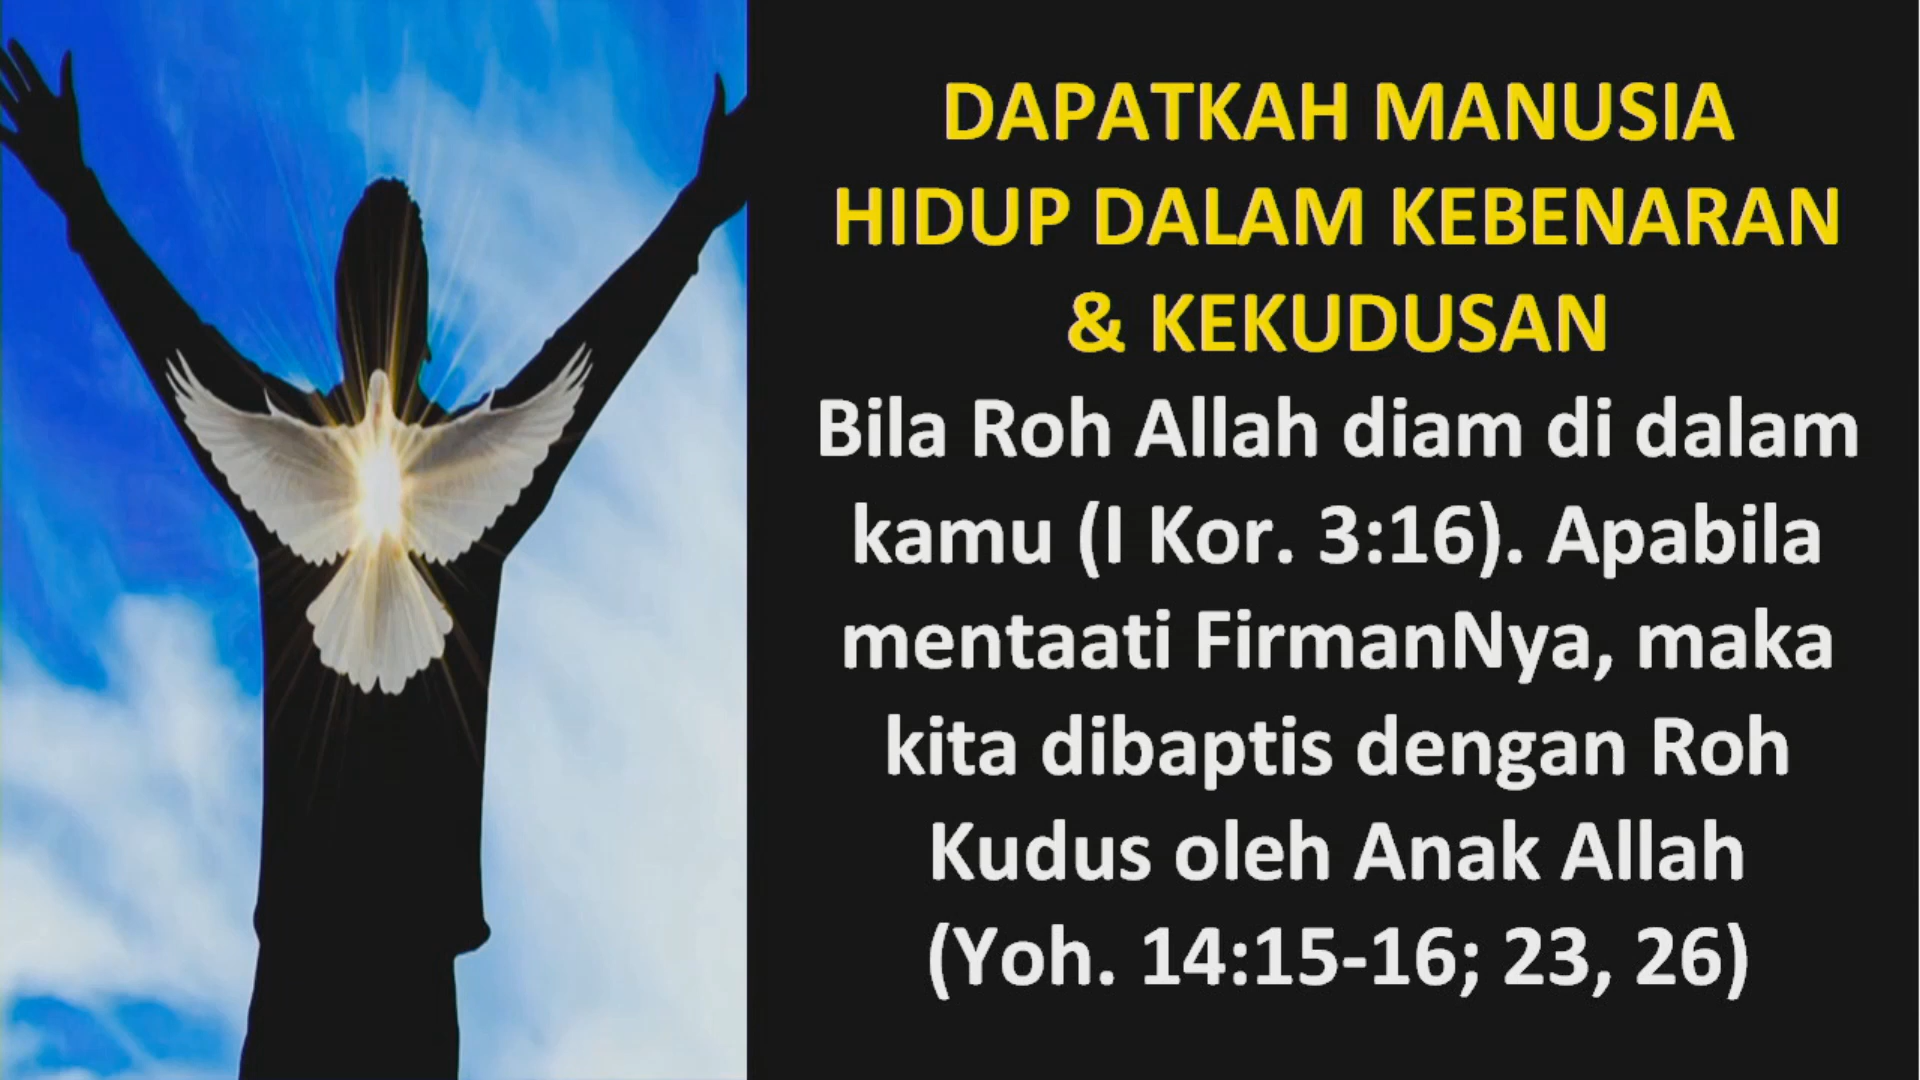 DAPATKAH MANUSIA
HIDUP DALAM KEBENARAN
& KEKUDUSAN
Bila Roh Allah diam di dalam
kamu (I Kor. 3:16). Apabila
mentaati FirmanNya, maka
kita dibaptis dengan Roh
Kudus oleh Anak Allah
(Yoh. 14:15-16; 23, 26)